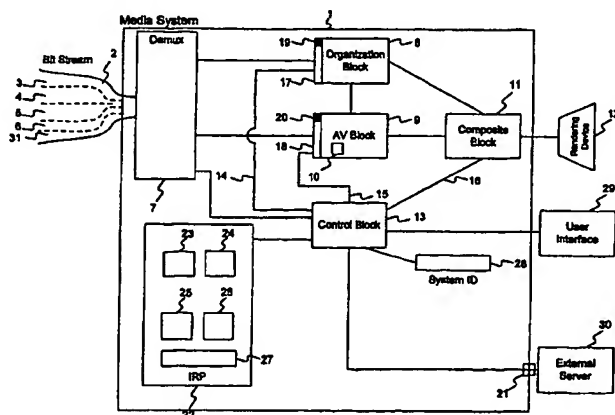 Media System
1
Demux
Bit Stream
2
3
4
5
6
31
7
19
Organization
Block
8
17
20
AV Block
9
18
10
11
Composite
Block
Rendering
Device
12
14
15
16
Control
Block
13
29
User
Interface
28
System ID
23
24
25
26
27
IRP
22
30
External
Server
21